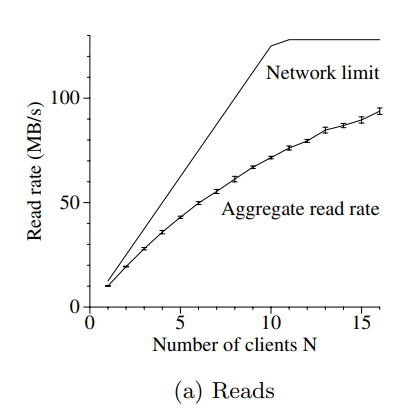 Network limit
100
Read rate (MB/s)
50
Aggregate read rate
0
0 5 10 15
Number of clients N
(a) Reads